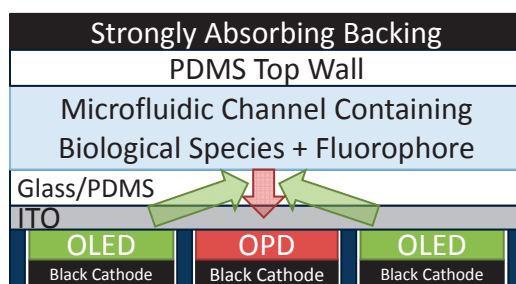 Strongly Absorbing Backing
PDMS Top Wall
Microfluidic Channel Containing
Biological Species + Fluorophore
Glass/PDMS
ITO
OLED OPD OLED
Black Cathode Black Cathode Black Cathode